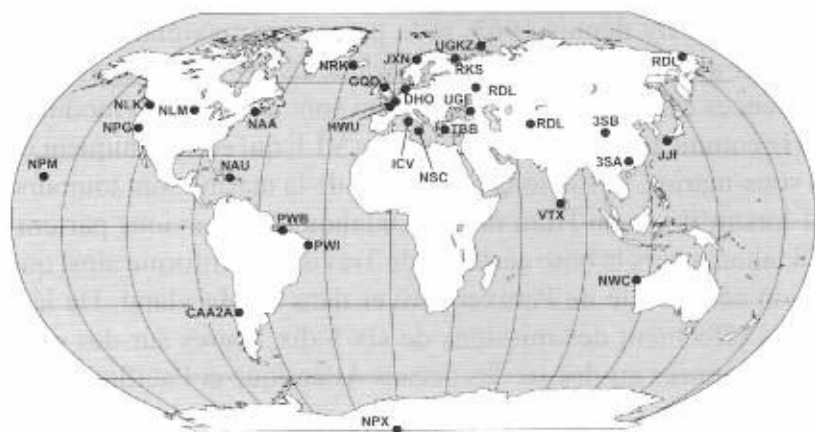 UGKZ
JXN
NRK
RKS
RDL
GQD
NLK
NLM
DHO
UGE
RDL
NPG
NAA
HWU
TBB
RDL
3SB
ICV
NSC
3SA
JJI
NPM
NAU
VTX
PWB
PWI
NWC
CAA2A
NPX